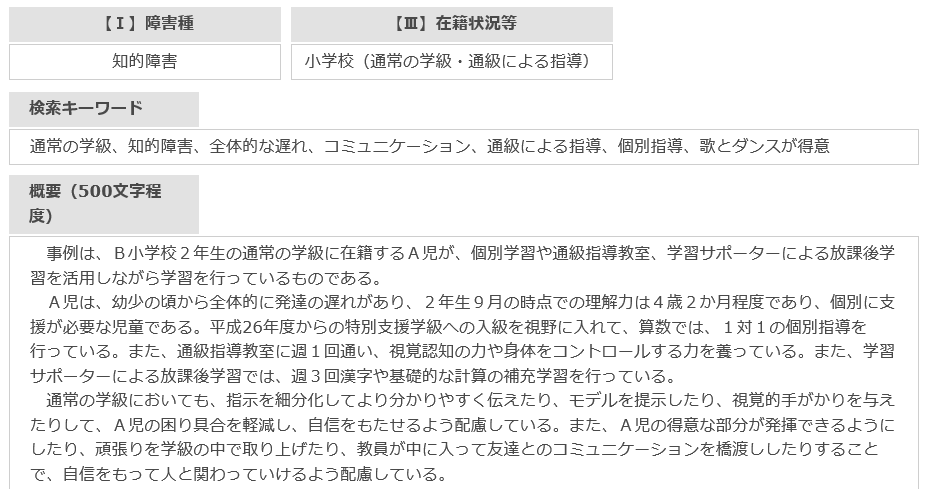 【Ⅰ】障害種
【Ⅲ】在籍状況等
知的障害
小学校（通常の学級・通級による指導）
検索キーワード
通常の学級、知的障害、全体的な遅れ、コミュニケーション、通級による指導、個別指導、歌とダンスが得意
概要（500文字程
度）
　事例は、Ｂ小学校２年生の通常の学級に在籍するＡ児が、個別学習や通級指導教室、学習サポーターによる放課後学
習を活用しながら学習を行っているものである。
　Ａ児は、幼少の頃から全体的に発達の遅れがあり、２年生９月の時点での理解力は４歳２か月程度であり、個別に支
援が必要な児童である。平成26年度からの特別支援学級への入級を視野に入れて、算数では、１対１の個別指導を
行っている。また、通級指導教室に週１回通い、視覚認知の力や身体をコントロールする力を養っている。また、学習
サポーターによる放課後学習では、週３回漢字や基礎的な計算の補充学習を行っている。
　通常の学級においても、指示を細分化してより分かりやすく伝えたり、モデルを提示したり、視覚的手がかりを与え
たりして、Ａ児の困り具合を軽減し、自信をもたせるよう配慮している。また、Ａ児の得意な部分が発揮できるように
したり、頑張りを学級の中で取り上げたり、教員が中に入って友達とのコミュニケーションを橋渡ししたりすること
で、自信をもって人と関わっていけるよう配慮している。